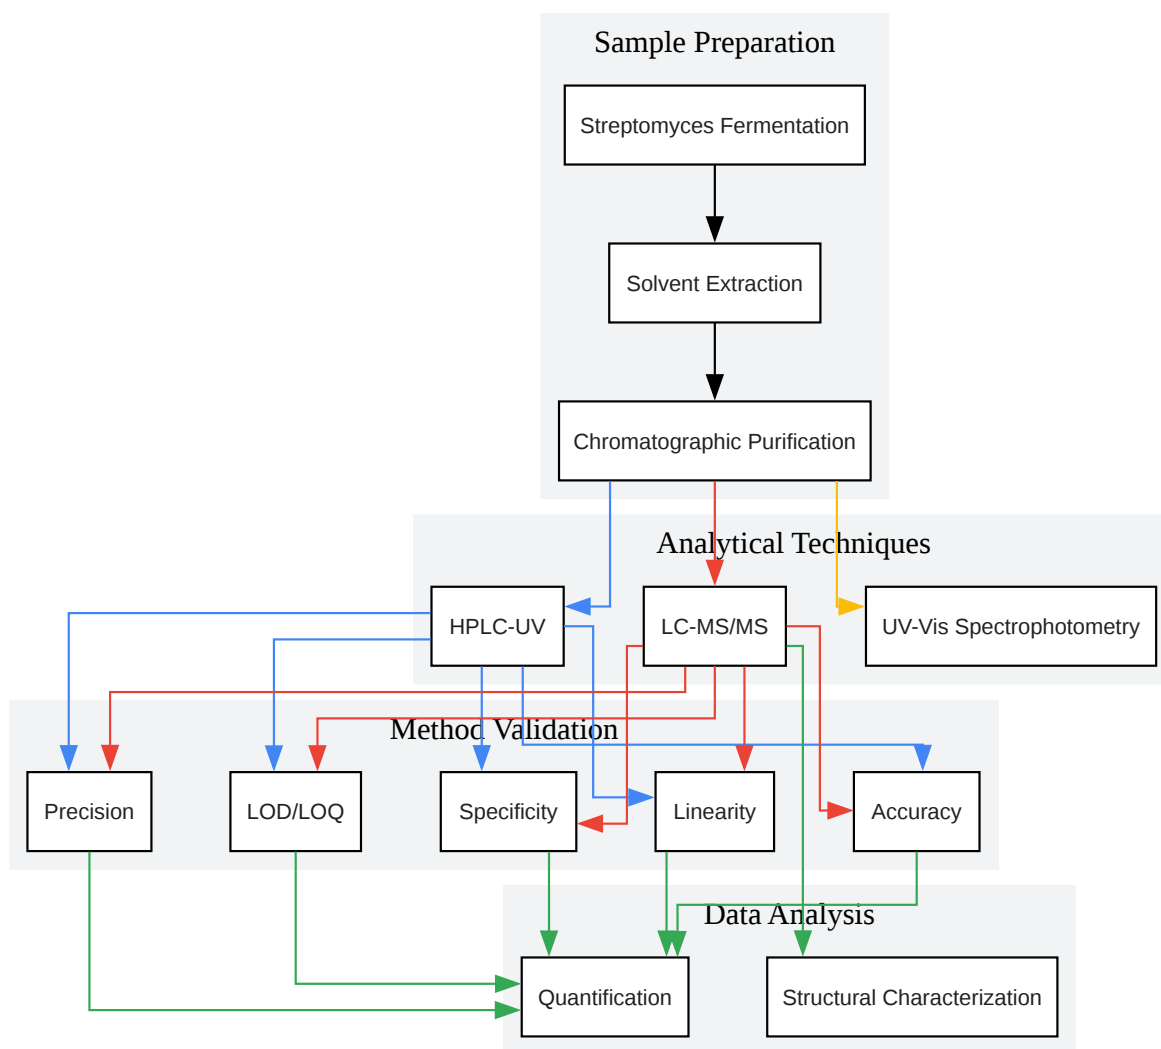 Sample Preparation
Streptomyces Fermentation
Solvent Extraction
Chromatographic Purification
Analytical Techniques
HPLC-UV
LC-MS/MS
UV-Vis Spectrophotometry
Method Validation
Precision
LOD/LOQ
Specificity
Linearity
Accuracy
Data Analysis
Quantification
Structural Characterization